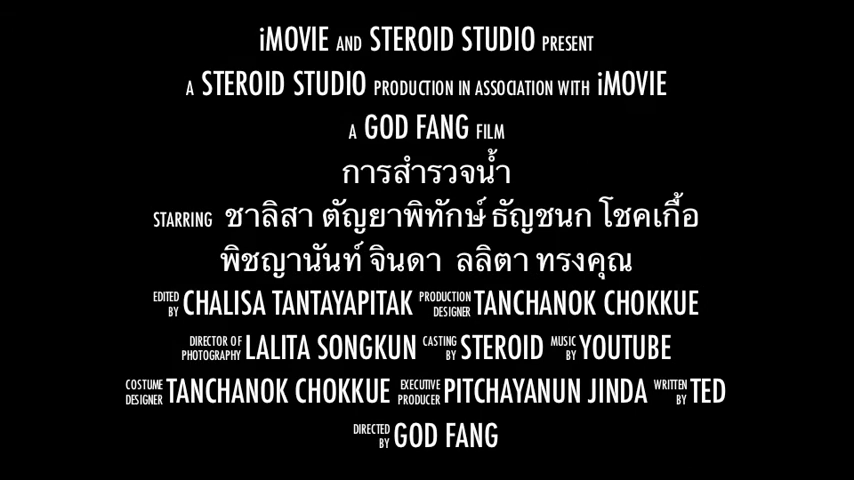 iMOVIE AND STEROID STUDIO PRESENT
A STEROID STUDIO PRODUCTION IN ASSOCIATION WITH iMOVIE
A GOD FANG FILM
การสำรวจน้ำ
STARRING ชาลิสา ตัญยาพิทักษ์ ธัญชนก โชคเกื้อ
พิชญานันท์ จินดา ลลิตา ทรงคุณ
EDITED BY CHALISA TANTAYAPITAK PRODUCTION DESIGNER TANCHANOK CHOKKUE
DIRECTOR OF PHOTOGRAPHY LALITA SONGKUN CASTING BY STEROID MUSIC BY YOUTUBE
COSTUME DESIGNER TANCHANOK CHOKKUE EXECUTIVE PRODUCER PITCHAYANUN JINDA WRITTEN BY TED
DIRECTED BY GOD FANG